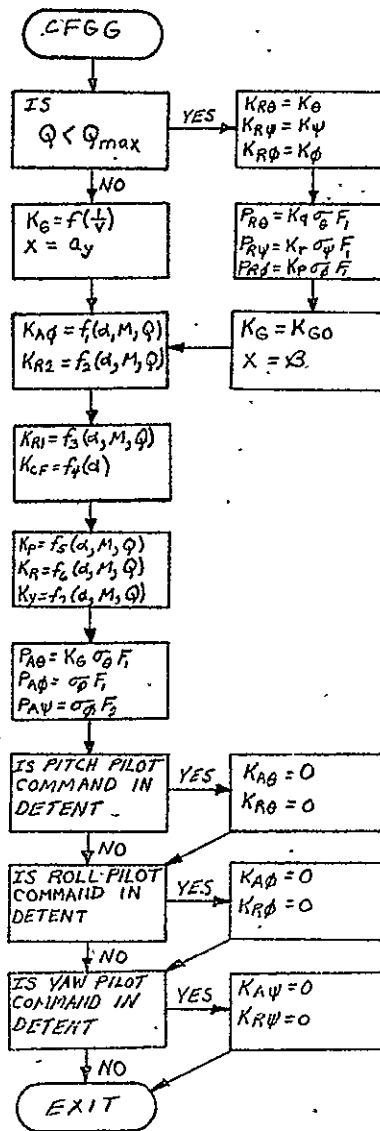 CFGG
IS
Q < Qmax
YES
KRθ = Kθ
KRψ = Kψ
KRφ = Kφ
NO
KG = f(1/V)
X = ay
PRθ = Kq σθ F1
PRψ = Kr σψ F1
PRφ = Kp σφ F1
KG = KGO
X = β
KAφ = f1(α, M, Q)
KR2 = f2(α, M, Q)
KR1 = f3(α, M, Q)
KCF = f4(α)
KP = f5(α, M, Q)
KR = f6(α, M, Q)
KY = f7(α, M, Q)
PAθ = KG σθ F1
PAφ = σφ F1
PAψ = σφ F2
IS PITCH PILOT
COMMAND IN
DETENT
YES
KAθ = 0
KRθ = 0
NO
IS ROLL PILOT
COMMAND IN
DETENT
YES
KAφ = 0
KRφ = 0
NO
IS YAW PILOT
COMMAND IN
DETENT
YES
KAψ = 0
KRψ = 0
NO
EXIT